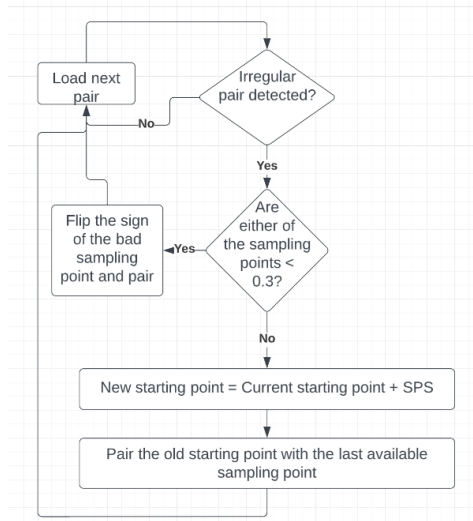 Load next
pair
Irregular
pair detected?
No
Yes
Are
either of
the sampling
points <
0.3?
Yes
Flip the sign
of the bad
sampling
point and pair
No
New starting point = Current starting point + SPS
Pair the old starting point with the last available
sampling point